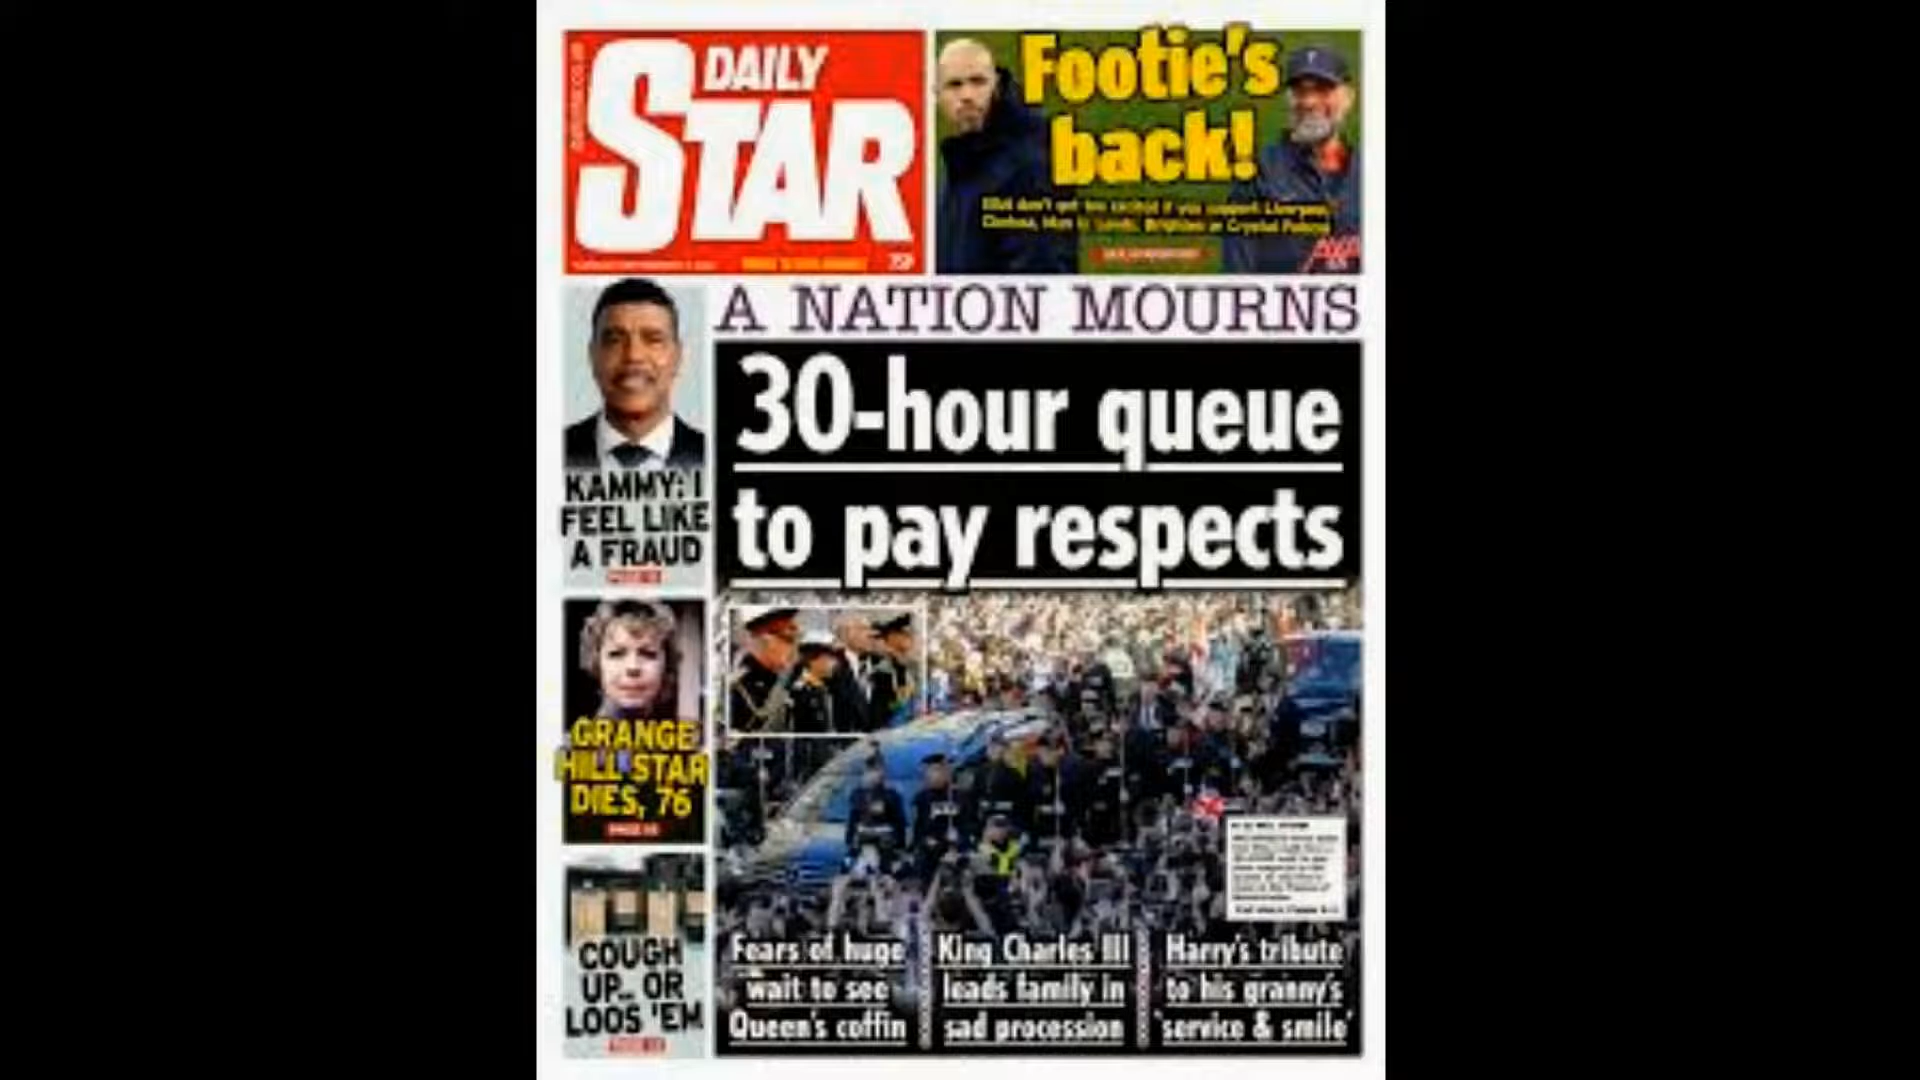 DAILY
STAR
Footie's
back!
A NATION MOURNS
30-hour queue
to pay respects
KAMMY: I
FEEL LIKE
A FRAUD
GRANGE
HILL STAR
DIES, 76
COUGH
UP... OR
LOOS 'EM
Fears of huge
wait to see
Queen's coffin
King Charles III
leads family in
sad procession
Harry's tribute
to his granny's
'service & smile'